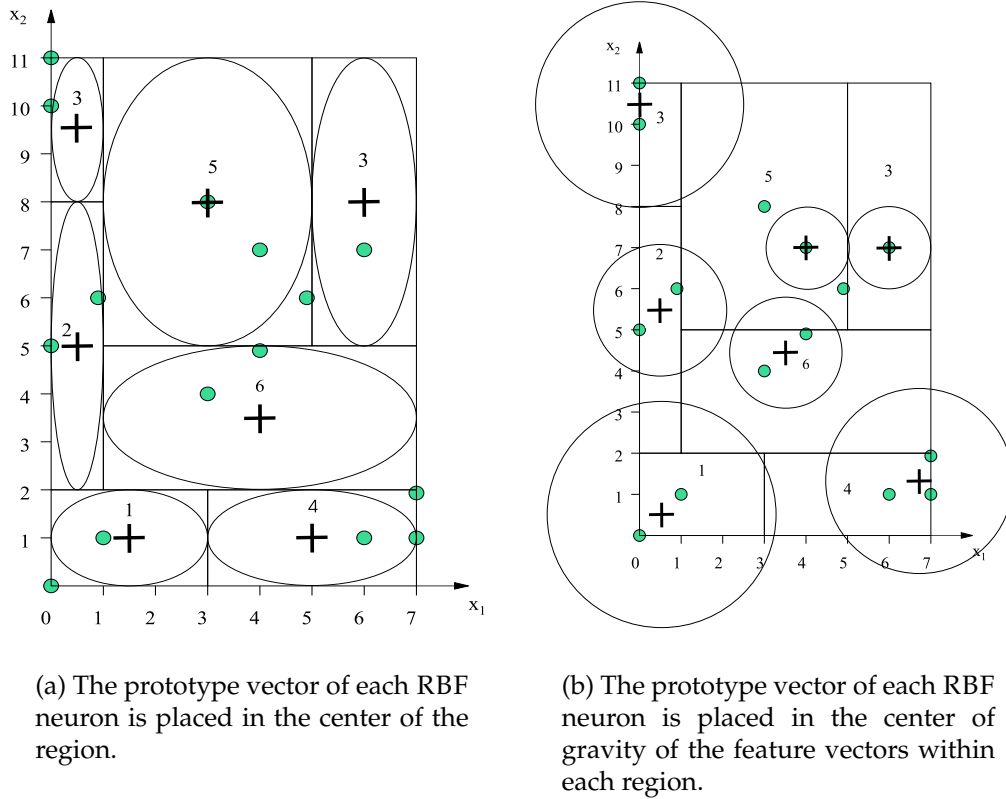 x2
11
10
9
8
7
6
5
4
3
2
1
0 1 2 3 4 5 6 7
x1
3
5
3
2
6
1
4
x2
11
10
9
8
7
6
5
4
3
2
1
0 1 2 3 4 5 6 7
x1
3
5
3
2
6
1
4
(a) The prototype vector of each RBF
neuron is placed in the center of the
region.
(b) The prototype vector of each RBF
neuron is placed in the center of
gravity of the feature vectors within
each region.